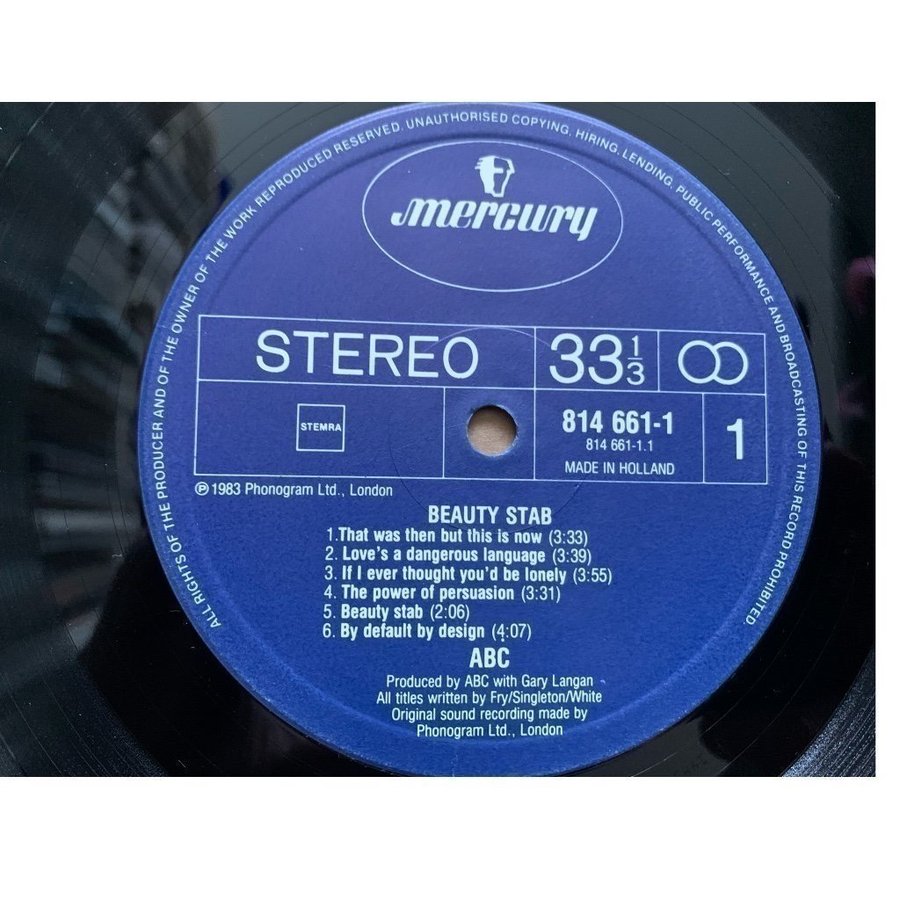 ALL RIGHTS OF THE PRODUCER AND OF THE OWNER OF THE WORK REPRODUCED RESERVED. UNAUTHORISED COPYING, HIRING, LENDING, PUBLIC PERFORMANCE AND BROADCASTING OF THIS RECORD PROHIBITED.
mercury
STEREO
33 1/3
STEMRA
814 661-1
814 661-1.1
MADE IN HOLLAND
1
℗ 1983 Phonogram Ltd., London
BEAUTY STAB
1.That was then but this is now (3:33)
2. Love's a dangerous language (3:39)
3. If I ever thought you'd be lonely (3:55)
4. The power of persuasion (3:31)
5. Beauty stab (2:06)
6. By default by design (4:07)
ABC
Produced by ABC with Gary Langan
All titles written by Fry/Singleton/White
Original sound recording made by
Phonogram Ltd., London